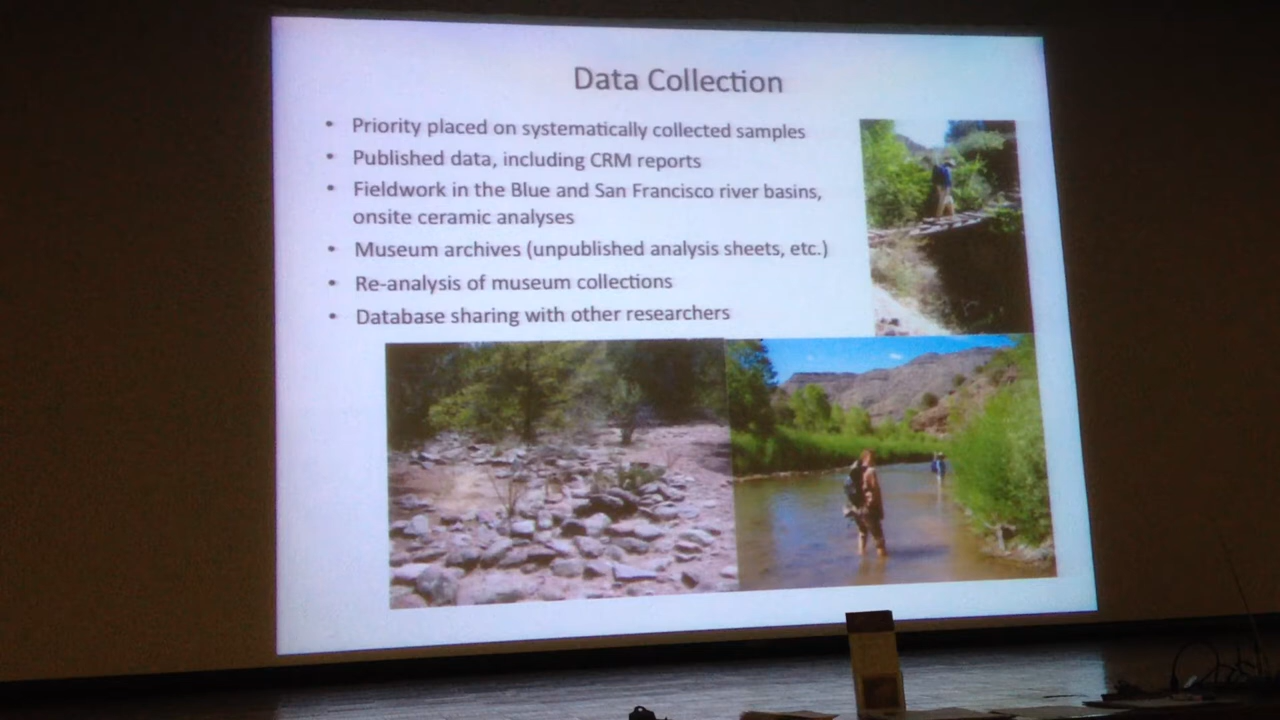 Data Collection
• Priority placed on systematically collected samples
• Published data, including CRM reports
• Fieldwork in the Blue and San Francisco river basins,
onsite ceramic analyses
• Museum archives (unpublished analysis sheets, etc.)
• Re-analysis of museum collections
• Database sharing with other researchers